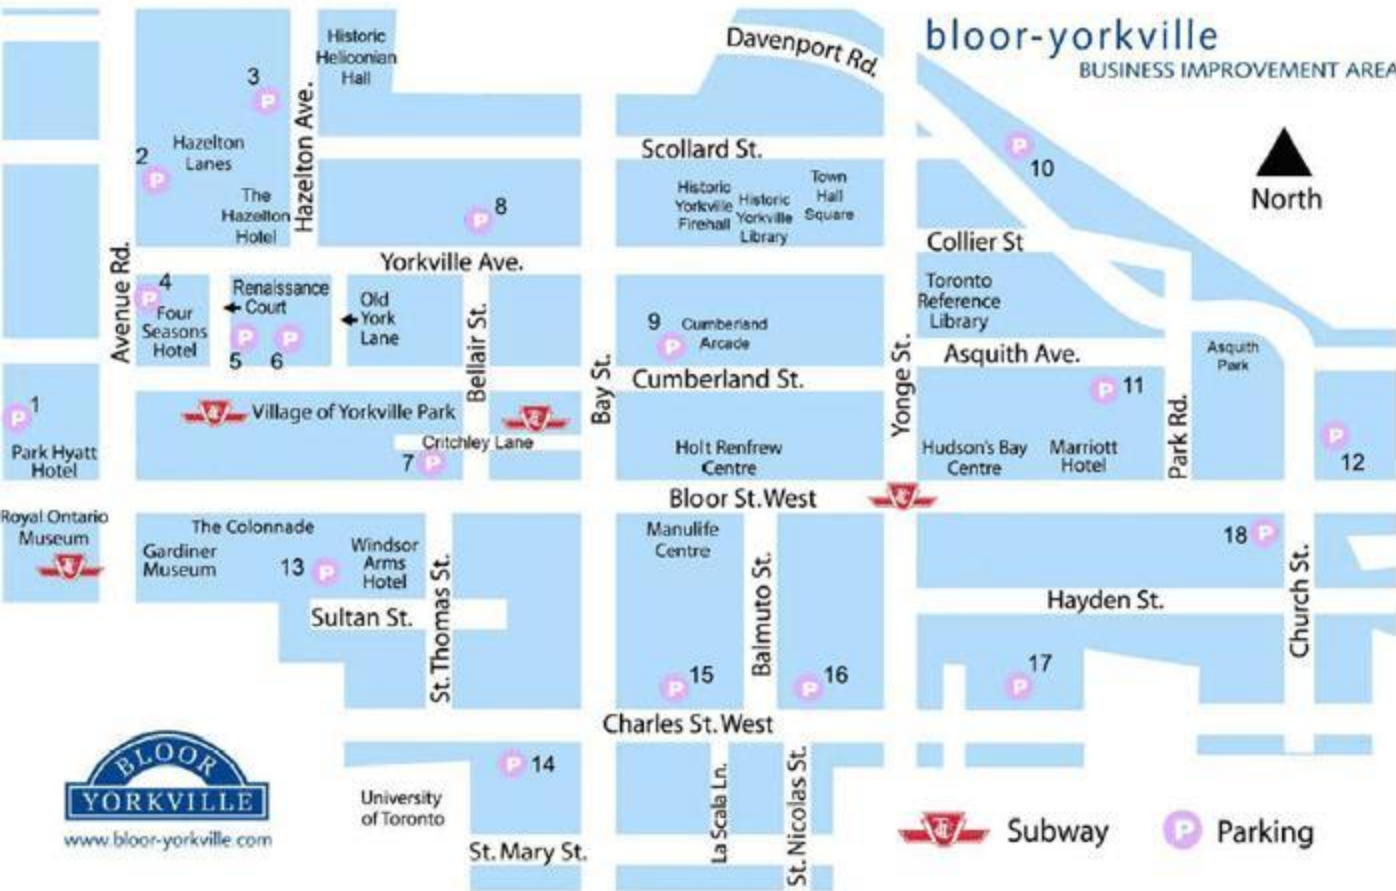 bloor-yorkville
BUSINESS IMPROVEMENT AREA
North
Davenport Rd.
Historic
Heliconian
Hall
3
Hazelton Ave.
Hazelton
Lanes
2
P
P
The
Hazelton
Hotel
Scollard St.
Historic
Yorkville
Firehall
Historic
Yorkville
Library
Town
Hall
Square
P
10
8
P
Collier St
Yorkville Ave.
Avenue Rd.
4
P
Four
Seasons
Hotel
Renaissance
Court
P
P
5
6
Old
York
Lane
Bellair St.
Bay St.
9
P
Cumberland
Arcade
Cumberland St.
Yonge St.
Toronto
Reference
Library
Asquith Ave.
Asquith
Park
P
11
Park Rd.
1
P
Park Hyatt
Hotel
Village of Yorkville Park
Critchley Lane
7
P
Holt Renfrew
Centre
Hudson's Bay
Centre
Marriott
Hotel
P
12
Bloor St. West
Royal Ontario
Museum
The Colonnade
Gardiner
Museum
13
P
Windsor
Arms
Hotel
Sultan St.
St. Thomas St.
Manulife
Centre
Balmuto St.
18
P
Hayden St.
Church St.
P
15
P
16
P
17
Charles St. West
P
14
University
of Toronto
St. Mary St.
La Scala Ln.
St. Nicolas St.
BLOOR
YORKVILLE
www.bloor-yorkville.com
Subway
P
Parking